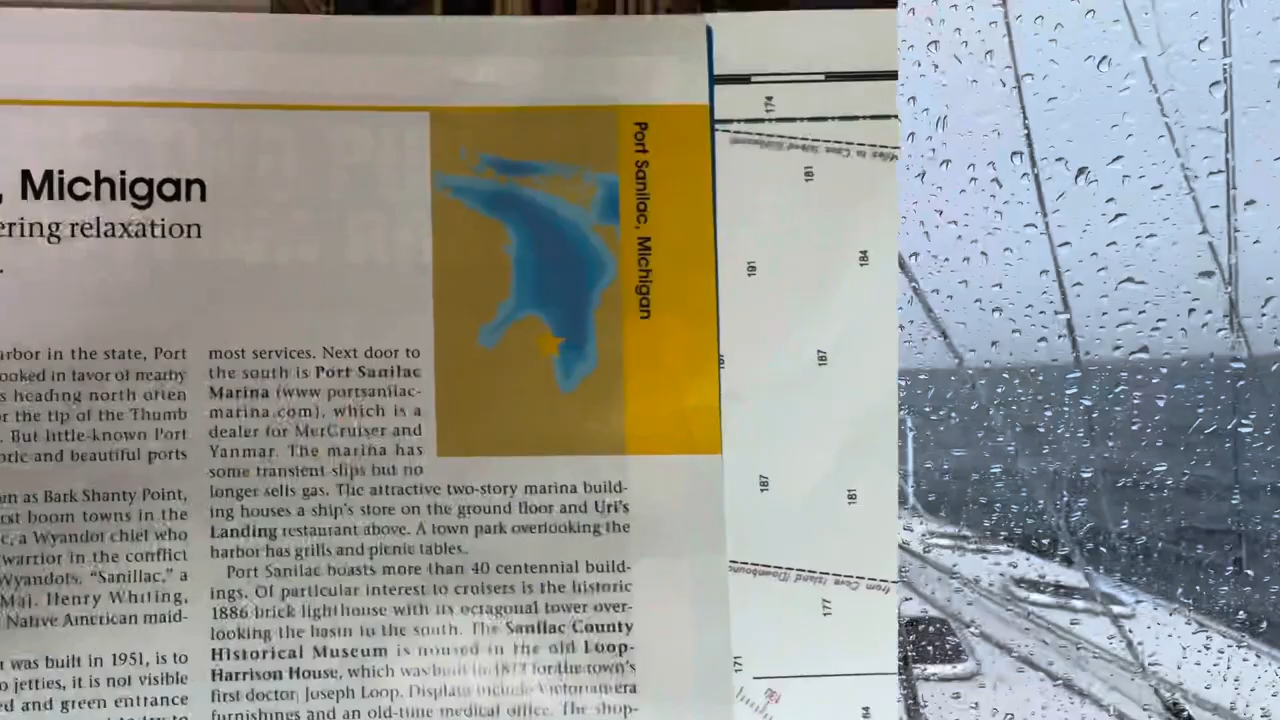 , Michigan
ering relaxation
.
Port Sanilac, Michigan
arbor in the state, Port
ooked in favor of nearby
s heading north often
or the tip of the Thumb
. But little-known Port
oric and beautiful ports
wn as Bark Shanty Point,
rst boom towns in the
c, a Wyandot chief who
warrior in the conflict
Wyandots. "Sanillac," a
Maj. Henry Whiting,
Native American maid-
t was built in 1951, is to
o jetties, it is not visible
ed and green entrance
most services. Next door to
the south is Port Sanilac
Marina (www portsanilac-
marina.com), which is a
dealer for MerCruiser and
Yanmar. The marina has
some transient slips but no
longer sells gas. The attractive two-story marina build-
ing houses a ship's store on the ground floor and Uri's
Landing restaurant above. A town park overlooking the
harbor has grills and picnic tables.
Port Sanilac boasts more than 40 centennial build-
ings. Of particular interest to cruisers is the historic
1886 brick lighthouse with its octagonal tower over-
looking the basin to the south. The Sanilac County
Historical Museum is housed in the old Loop-
Harrison House, which was built in 1873 for the town's
first doctor, Joseph Loop. Displays include Victorian era
furnishings and an old-time medical office. The shop-
174
181
191
184
187
187
181
from Cove Island (Downbound
177
171